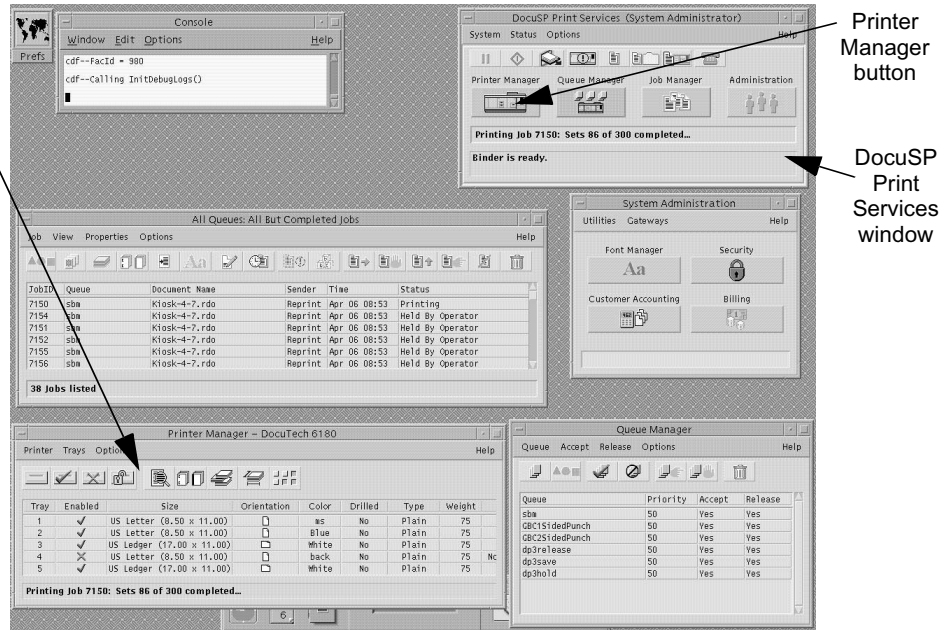 Console
Window Edit Options Help
Prefs
cdf--FacId = 980
cdf--Calling InitDebugLogs()
DocuSP Print Services (System Administrator)
System Status Options Help
Printer Manager Queue Manager Job Manager Administration
Printing Job 7150: Sets 86 of 300 completed...
Binder is ready.
Printer
Manager
button
DocuSP
Print
Services
window
System Administration
Utilities Gateways Help
Font Manager Security
Aa
Customer Accounting Billing
All Queues: All But Completed Jobs
Job View Properties Options Help
Aa
JobID Queue Document Name Sender Time Status
7150 sbm Kiosk-4-7.rdo Reprint Apr 06 08:53 Printing
7154 sbm Kiosk-4-7.rdo Reprint Apr 06 08:53 Held By Operator
7151 sbm Kiosk-4-7.rdo Reprint Apr 06 08:53 Held By Operator
7152 sbm Kiosk-4-7.rdo Reprint Apr 06 08:53 Held By Operator
7155 sbm Kiosk-4-7.rdo Reprint Apr 06 08:53 Held By Operator
7156 sbm Kiosk-4-7.rdo Reprint Apr 06 08:53 Held By Operator
38 Jobs listed
Printer Manager - DocuTech 6180
Printer Trays Options Help
Tray Enabled Size Orientation Color Drilled Type Weight
1 US Letter (8.50 x 11.00) ms No Plain 75
2 US Letter (8.50 x 11.00) Blue No Plain 75
3 US Ledger (17.00 x 11.00) White No Plain 75
4 US Letter (8.50 x 11.00) back No Plain 75 Nc
5 US Ledger (17.00 x 11.00) White No Plain 75
Printing Job 7150: Sets 86 of 300 completed...
6
Queue Manager
Queue Accept Release Options Help
Queue Priority Accept Release
sbm 50 Yes Yes
GBC1SidedPunch 50 Yes Yes
GBC2SidedPunch 50 Yes Yes
dp3release 50 Yes Yes
dp3save 50 Yes Yes
dp3hold 50 Yes Yes